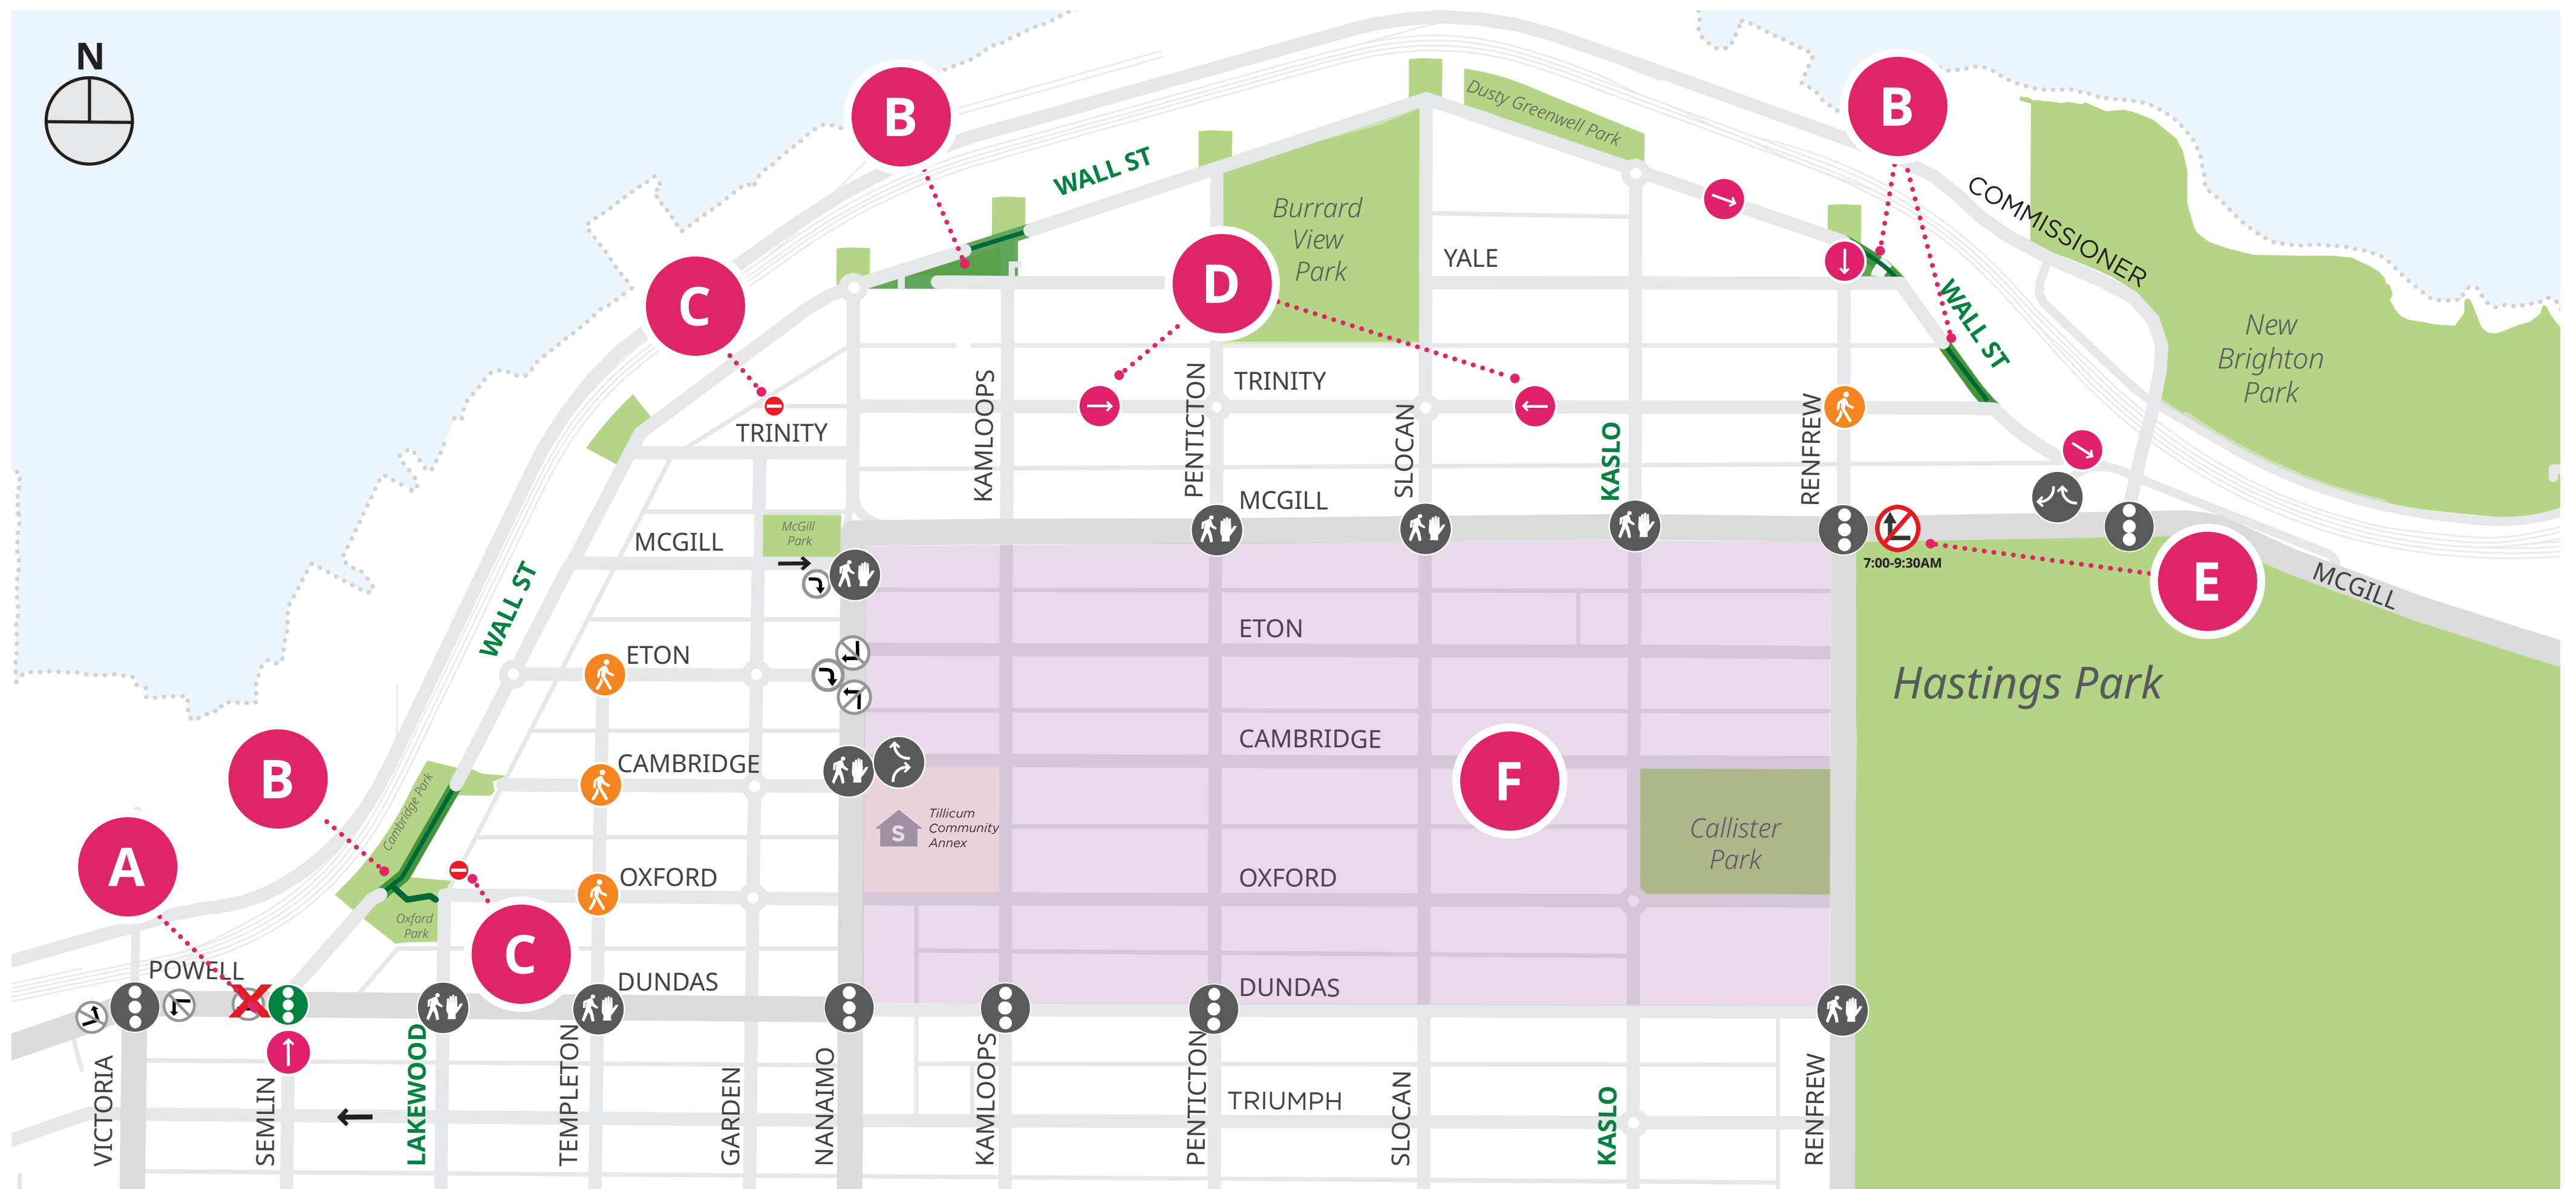 N
B
B
WALL ST
Dusty Greenwell Park
COMMISSIONER
Burrard
View
Park
D
YALE
WALL ST
C
New
Brighton
Park
KAMLOOPS
PENTICTON
TRINITY
SLOCAN
KASLO
RENFREW
TRINITY
MCGILL
McGill
Park
MCGILL
7:00-9:30AM
E
MCGILL
WALL ST
ETON
ETON
Hastings Park
CAMBRIDGE
CAMBRIDGE
F
B
Cambridge Park
S
Tillicum
Community
Annex
Callister
Park
A
OXFORD
OXFORD
Oxford
Park
C
POWELL
DUNDAS
DUNDAS
VICTORIA
SEMLIN
LAKEWOOD
TEMPLETON
GARDEN
NANAIMO
KAMLOOPS
PENTICTON
TRIUMPH
SLOCAN
KASLO
RENFREW